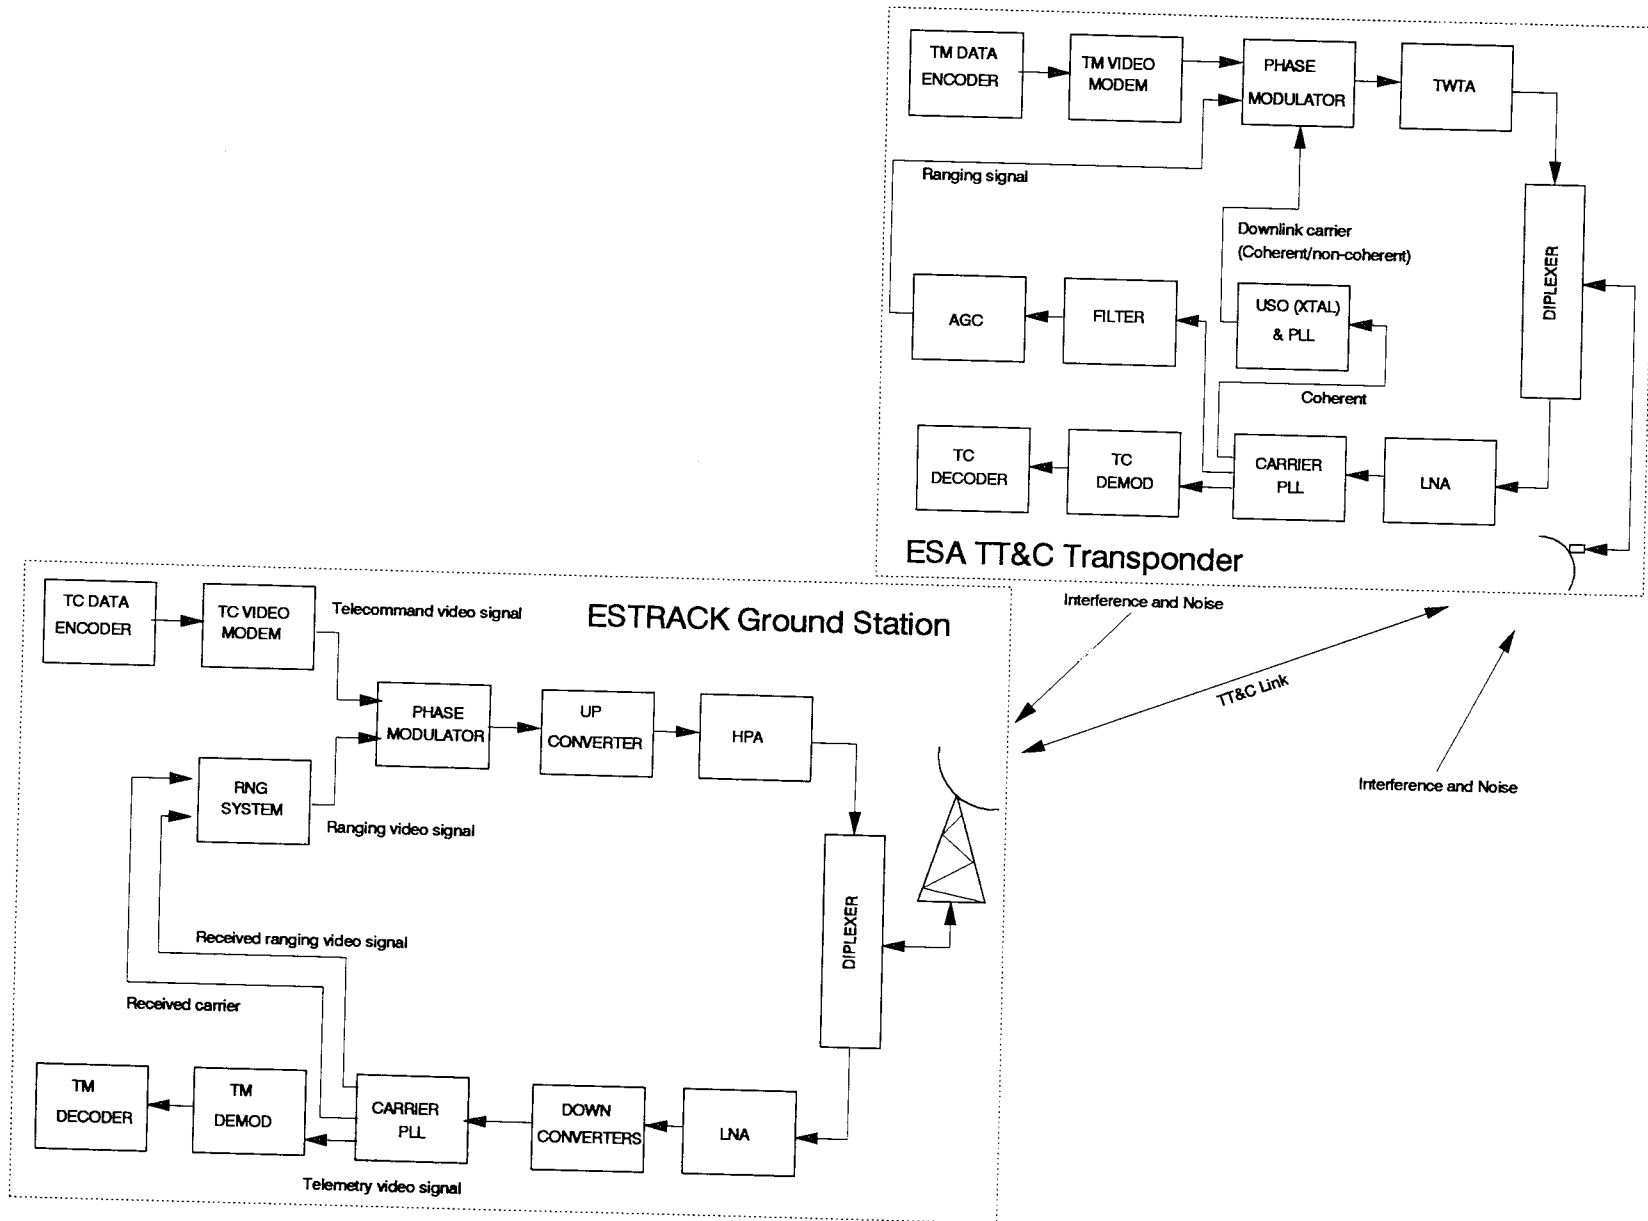 TM DATA
ENCODER
TM VIDEO
MODEM
PHASE
MODULATOR
TWTA
Ranging signal
Downlink carrier
(Coherent/non-coherent)
DIPLEXER
AGC
FILTER
USO (XTAL)
& PLL
Coherent
TC
DECODER
TC
DEMOD
CARRIER
PLL
LNA
ESA TT&C Transponder
Interference and Noise
TT&C Link
Interference and Noise
ESTRACK Ground Station
TC DATA
ENCODER
TC VIDEO
MODEM
Telecommand video signal
PHASE
MODULATOR
UP
CONVERTER
HPA
RNG
SYSTEM
Ranging video signal
DIPLEXER
Received ranging video signal
Received carrier
TM
DECODER
TM
DEMOD
CARRIER
PLL
DOWN
CONVERTERS
LNA
Telemetry video signal